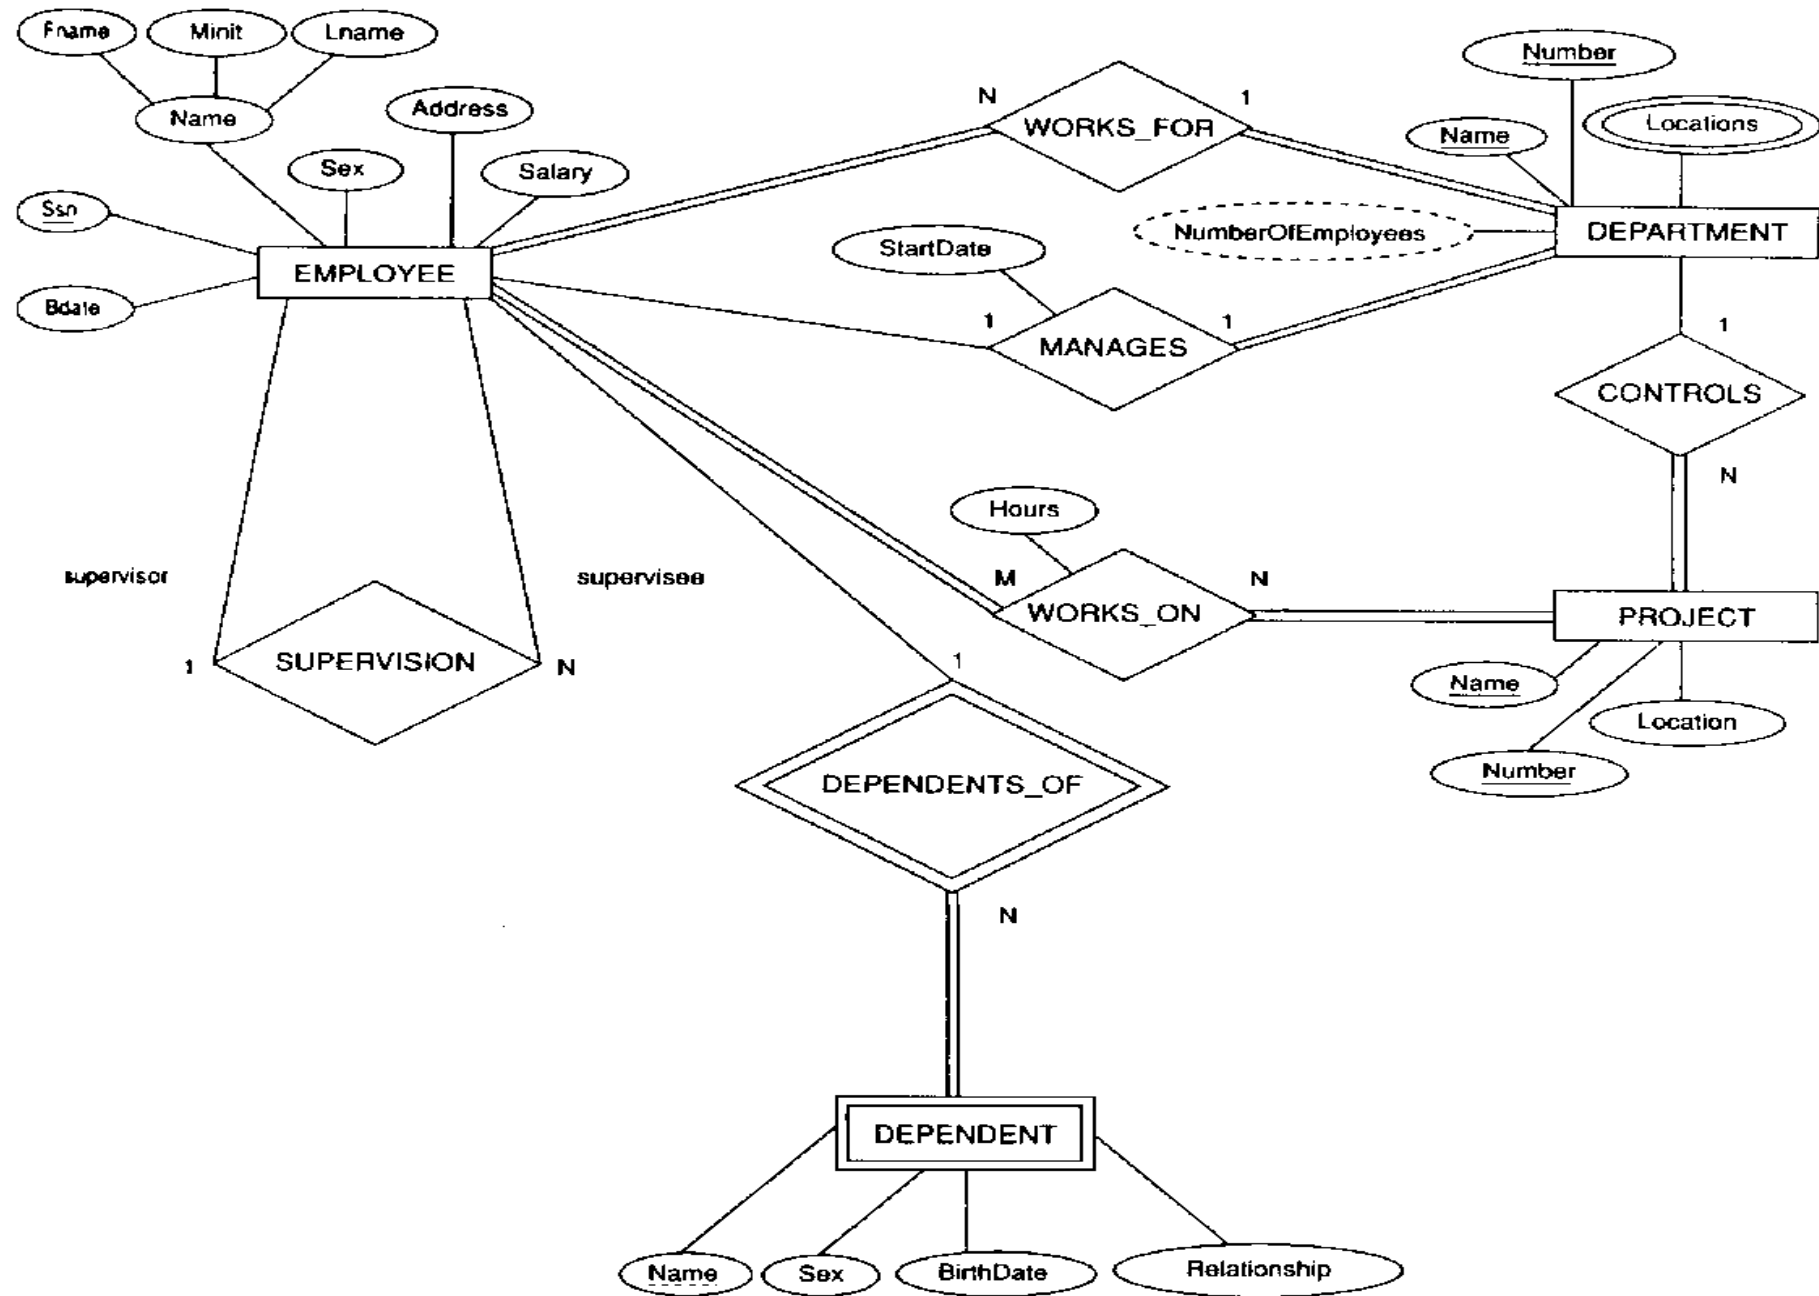 Fname
Minit
Lname
Name
Address
Sex
Salary
Ssn
Bdate
EMPLOYEE
N
WORKS_FOR
1
Number
Name
Locations
NumberOfEmployees
DEPARTMENT
StartDate
1
MANAGES
1
1
CONTROLS
N
Hours
M
WORKS_ON
N
PROJECT
Name
Location
Number
supervisor
supervisee
1
SUPERVISION
N
1
DEPENDENTS_OF
N
DEPENDENT
Name
Sex
BirthDate
Relationship